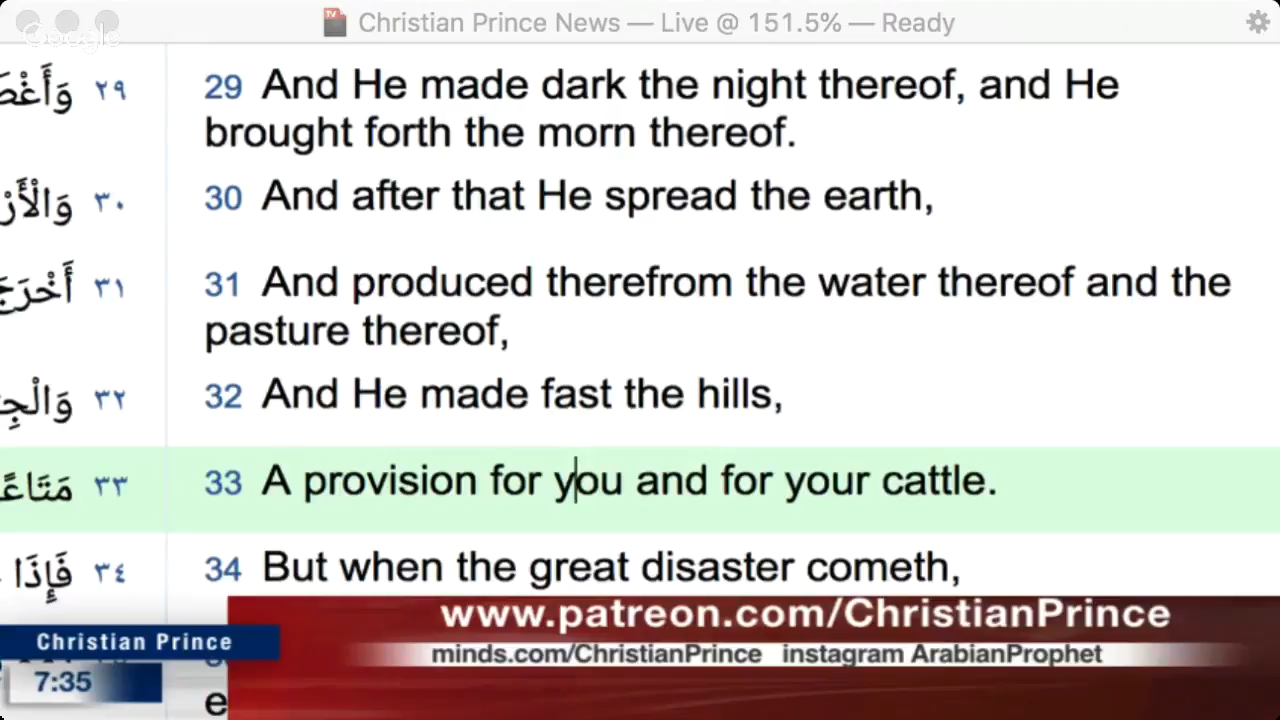 Christian Prince News — Live @ 151.5% — Ready
Google
TV
٢٩
29 And He made dark the night thereof, and He
brought forth the morn thereof.
٣٠
30 And after that He spread the earth,
٣١
31 And produced therefrom the water thereof and the
pasture thereof,
٣٢
32 And He made fast the hills,
مَتَاعًا ٣٣
33 A provision for you and for your cattle.
فَإِذَا ٣٤
34 But when the great disaster cometh,
www.patreon.com/ChristianPrince
Christian Prince
minds.com/ChristianPrince instagram ArabianProphet
7:35